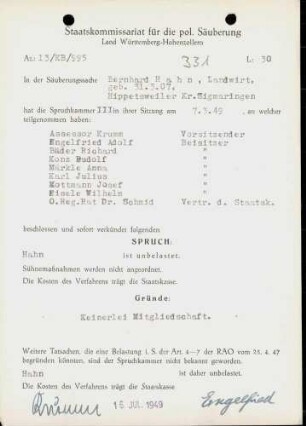 Staatskommissariat für die pol. Säuberung
Land Württemberg-Hohenzollern
Az: 13/KB/995 331 L: 30
In der Säuberungssache Bernhard Hahn, Landwirt.
geb. 31.3.07.
Hippetsweiler Kr.Sigmaringen
hat die Spruchkammer III in ihrer Sitzung am 7.3.49 , an welcher
teilgenommen haben:
Assessor Krumm Vorsitzender
Engelfried Adolf Beisitzer
Bäder Richard "
Kons Rudolf "
Märkle Anna "
Karl Julius "
Mottmann Josef "
Eisele Wilhelm "
O.Reg.Rat Dr. Schmid Vertr. d. Staatsk.
beschlossen und sofort verkündet folgenden
SPRUCH:
Hahn ist unbelastet.
Sühnemaßnahmen werden nicht angeordnet.
Die Kosten des Verfahrens trägt die Staatskasse.
Gründe:
Keinerlei Mitgliedschaft.
Weitere Tatsachen, die eine Belastung i. S. der Art. 4–7 der RAO vom 25. 4. 47
begründen könnten, sind der Spruchkammer nicht bekannt geworden.
Hahn ist daher unbelastet.
Die Kosten des Verfahrens trägt die Staatskasse
Krumm 16 JUL 1949 Engelfried